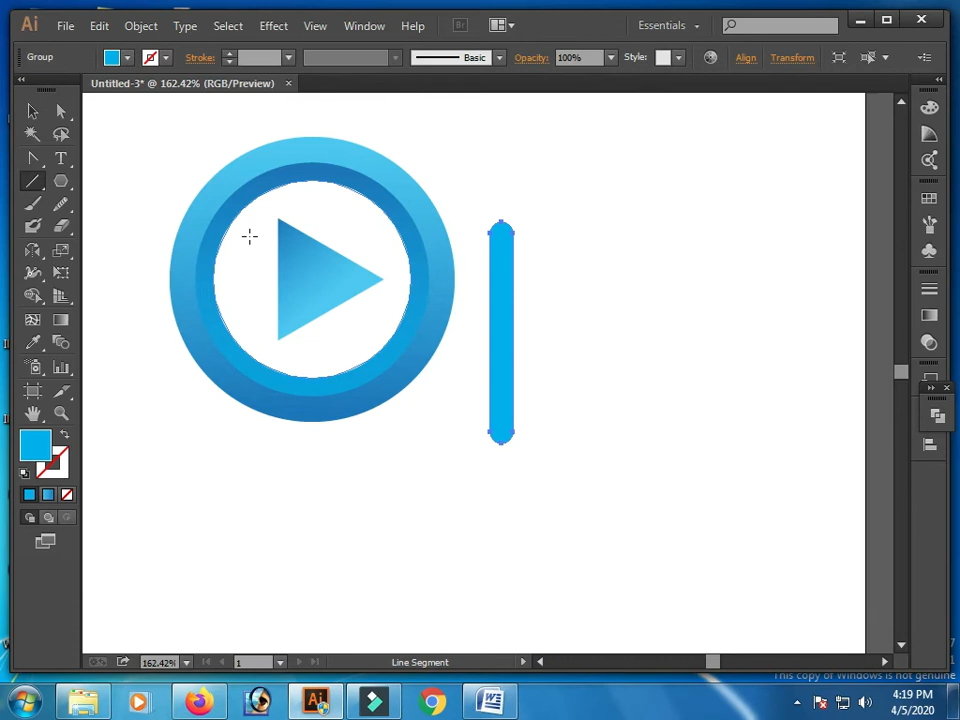 Ai File Edit Object Type Select Effect View Window Help Br Essentials
Group Stroke: Basic Opacity: 100% Style: Align Transform
Untitled-3* @ 162.42% (RGB/Preview)
T
162.42% 1 Line Segment
This copy of Windows is not genuine
Ai W 4:19 PM
4/5/2020